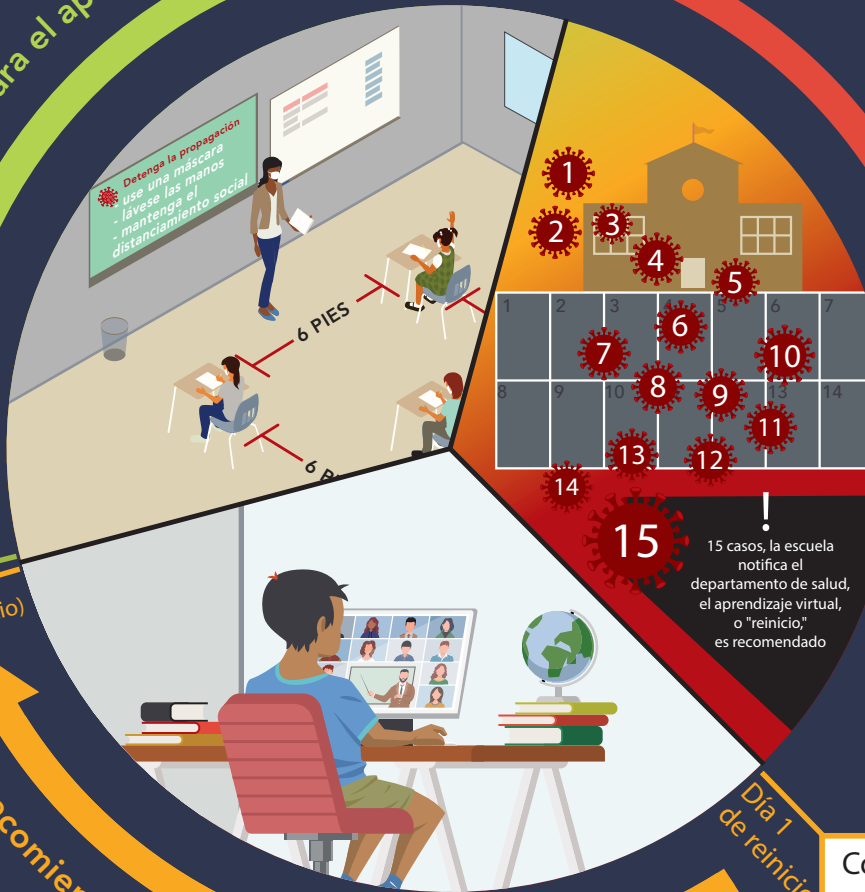 ara el ap
Detenga la propagación
- use una máscara
- lávese las manos
- mantenga el
distanciamiento social
6 PIES
6 P
1
2
3
4
5
6
7
8
9
10
11
12
13
14
15
1
2
3
4
5
6
7
8
9
10
13
14
!
15 casos, la escuela
notifica el
departamento de salud,
el aprendizaje virtual,
o "reinicio,"
es recomendado
io)
ecomien
Día 1
de reinicio
Co